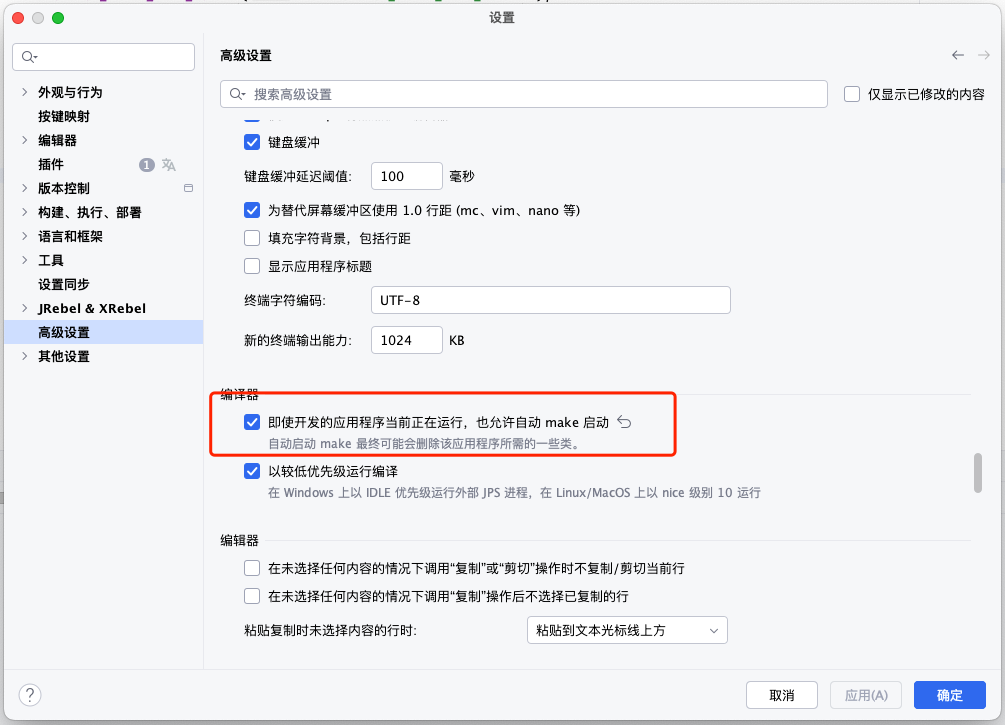 设置
高级设置
搜索高级设置
仅显示已修改的内容
外观与行为
按键映射
编辑器
插件
1
版本控制
构建、执行、部署
语言和框架
工具
设置同步
JRebel & XRebel
高级设置
其他设置
键盘缓冲
键盘缓冲延迟阈值: 100 毫秒
为替代屏幕缓冲区使用 1.0 行距 (mc、vim、nano 等)
填充字符背景，包括行距
显示应用程序标题
终端字符编码: UTF-8
新的终端输出能力: 1024 KB
编译器
即使开发的应用程序当前正在运行，也允许自动 make 启动
自动启动 make 最终可能会删除该应用程序所需的一些类。
以较低优先级运行编译
在 Windows 上以 IDLE 优先级运行外部 JPS 进程，在 Linux/MacOS 上以 nice 级别 10 运行
编辑器
在未选择任何内容的情况下调用“复制”或“剪切”操作时不复制/剪切当前行
在未选择任何内容的情况下调用“复制”操作后不选择已复制的行
粘贴复制时未选择内容的行时: 粘贴到文本光标线上方
?
取消
应用(A)
确定